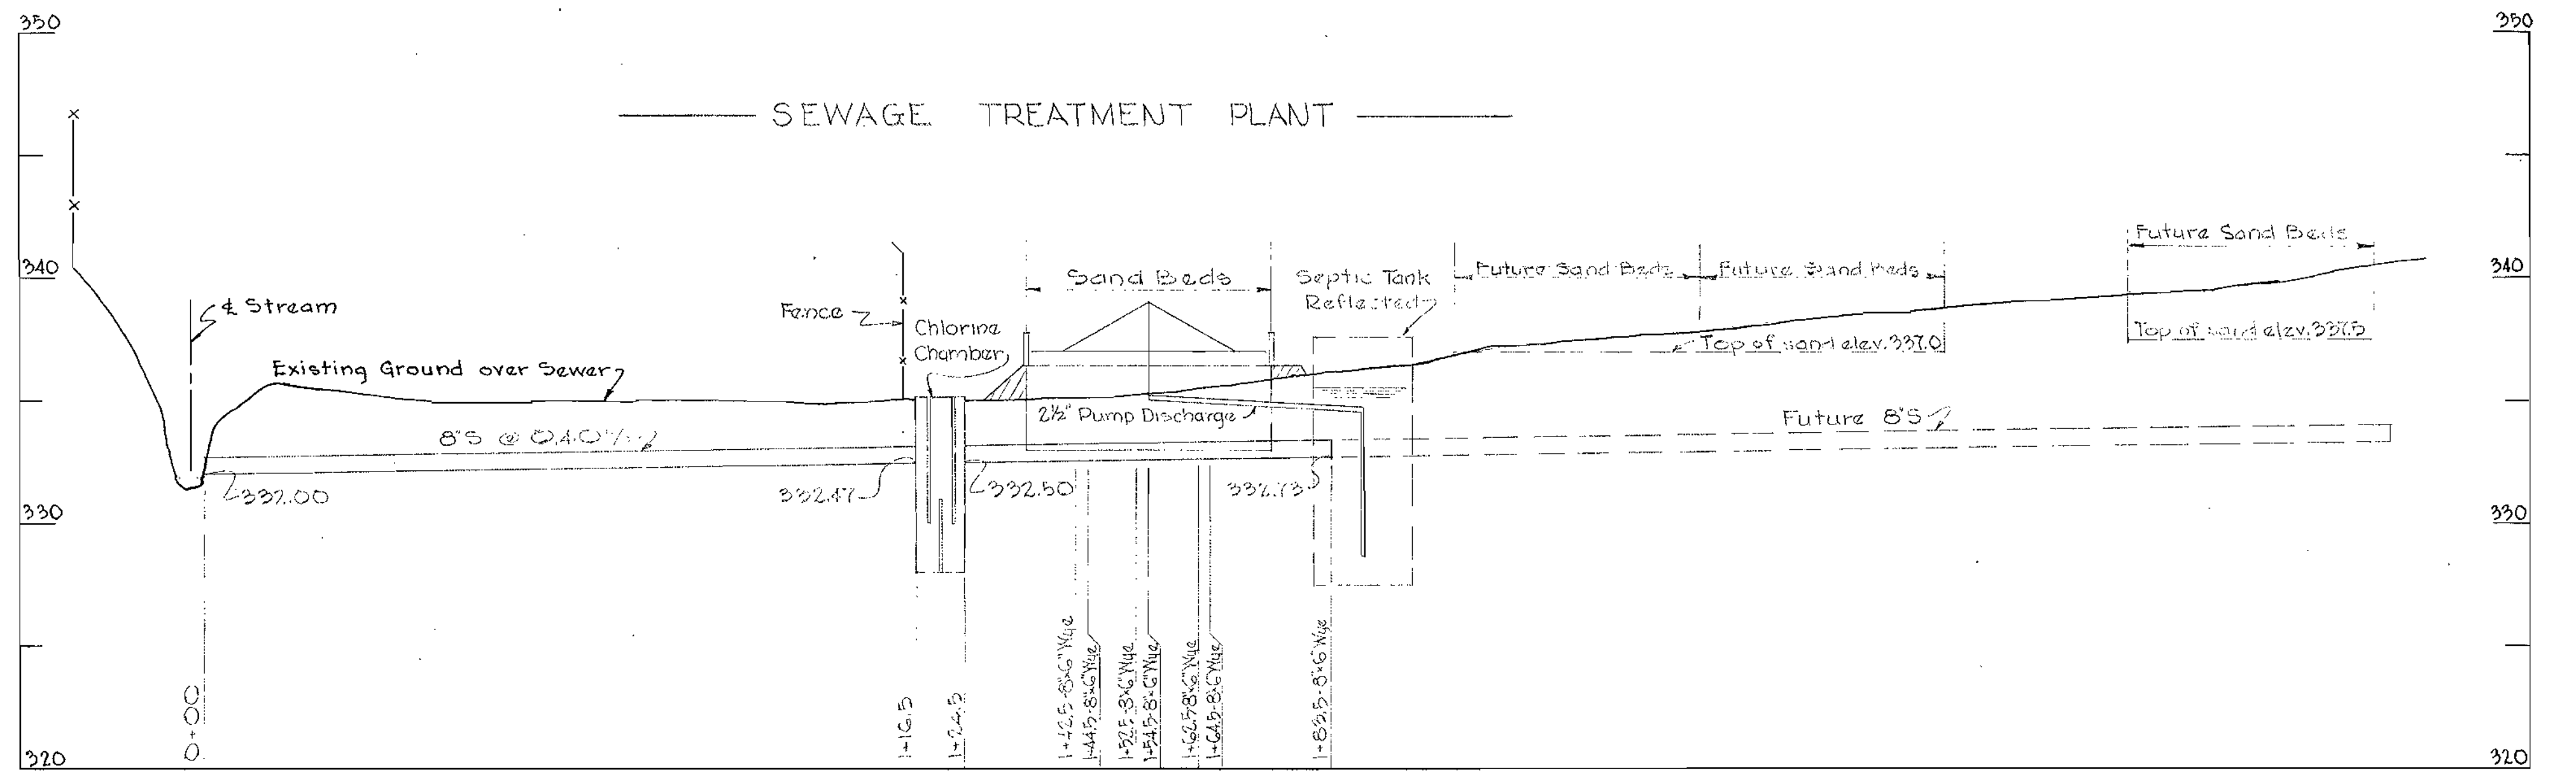 350
350
SEWAGE TREATMENT PLANT
Future Sand Beds
340
Sand Beds
Septic Tank
Reflected
Future Sand Beds
Future Sand Beds
340
℄ Stream
Fence
Chlorine
Chamber
Top of sand elev. 337.0
Top of sand elev. 337.5
Existing Ground over Sewer
2½" Pump Discharge
Future 8"S
8"S @ 0.40%
332.00
332.47
332.50
332.73
330
330
0+00
1+16.5
1+24.5
1+42.5-8"x6" Wye
1+44.5-8"x6" Wye
1+52.5-8"x6" Wye
1+54.5-8"x6" Wye
1+62.5-8"x6" Wye
1+64.5-8"x6" Wye
1+83.5-8"x6" Wye
320
320